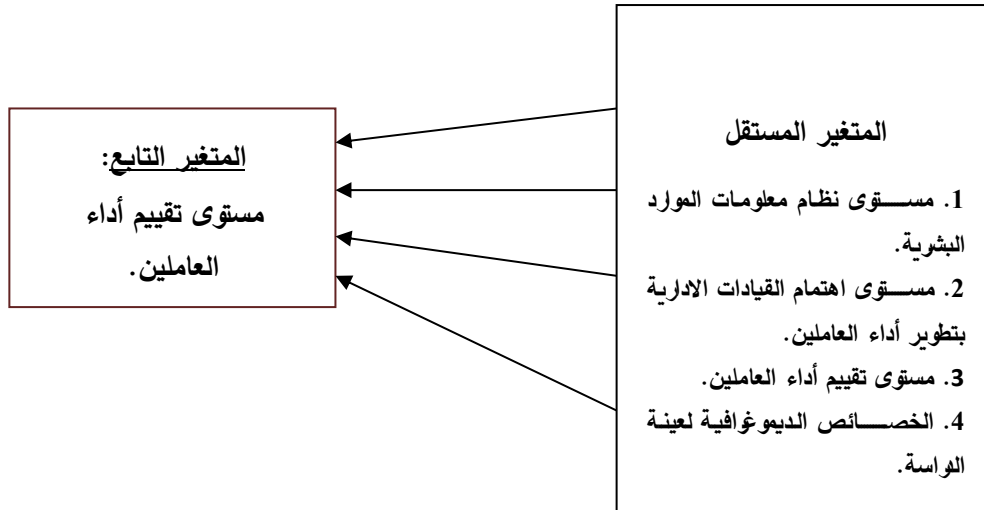 المتغير المستقل
1. مستوى نظام معلومات الموارد
البشرية.
2. مستوى اهتمام القيادات الادارية
بتطوير أداء العاملين.
3. مستوى تقييم أداء العاملين.
4. الخصائص الديموغرافية لعينة
الدراسة.
المتغير التابع:
مستوى تقييم أداء
العاملين.